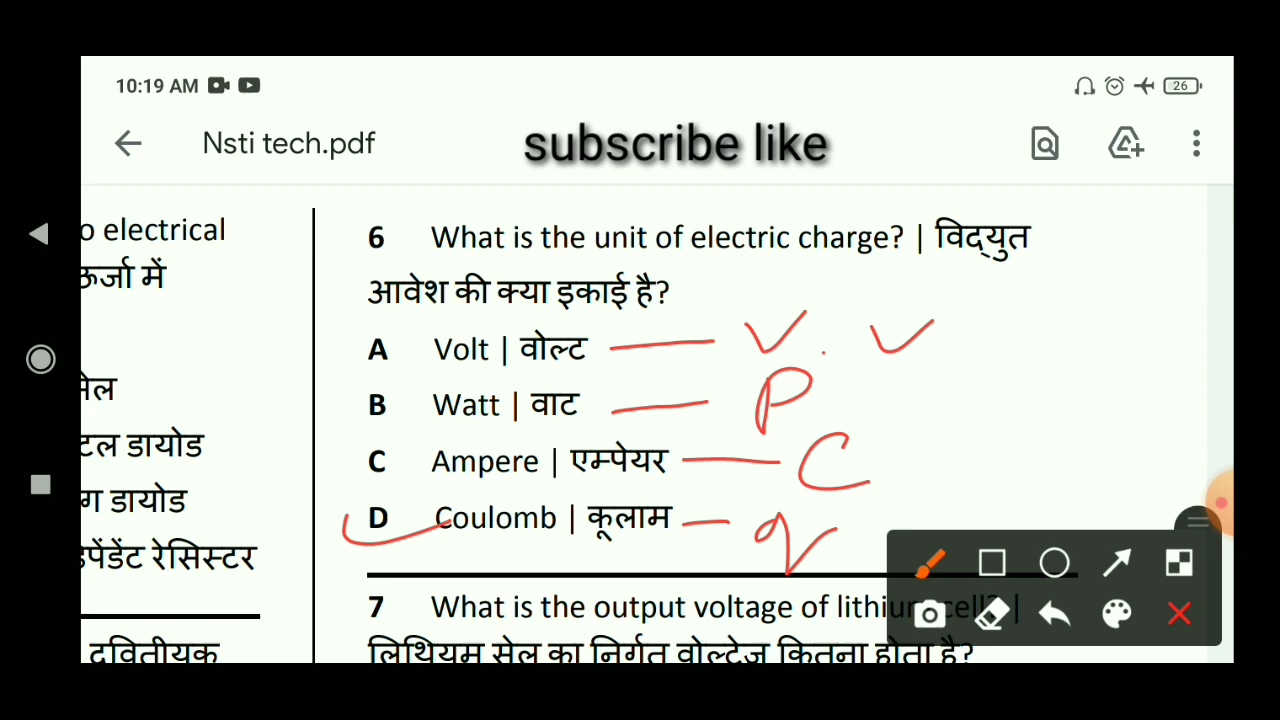 10:19 AM
26
Nsti tech.pdf
subscribe like
o electrical
ऊर्जा में
सेल
टल डायोड
ग डायोड
डिपेंडेंट रेसिस्टर
द्वितीयक
6 What is the unit of electric charge? | विद्युत
आवेश की क्या इकाई है?
A Volt | वोल्ट — V. V
B Watt | वाट — P
C Ampere | एम्पेयर — C
D Coulomb | कूलाम — q
7 What is the output voltage of lithium cell? |
लिथियम सेल का निर्गत वोल्टेज कितना होता है?